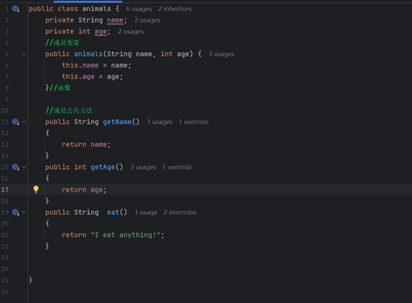 1 public class animals { 6 usages 2 inheritors
2 private String name; 2 usages
3 private int age; 2 usages
4 //成员变量
5 public animals(String name, int age) { 3 usages
6 this.name = name;
7 this.age = age;
8 }//函数
9
10 //成员公共方法
11 public String getName() 3 usages 1 override
12 {
13 return name;
14 }
15 public int getAge() 3 usages 1 override
16 {
17 return age;
18 }
19 public String eat() 1 usage 2 overrides
20 {
21 return "I eat anything!";
22 }
23
24
25 }
26